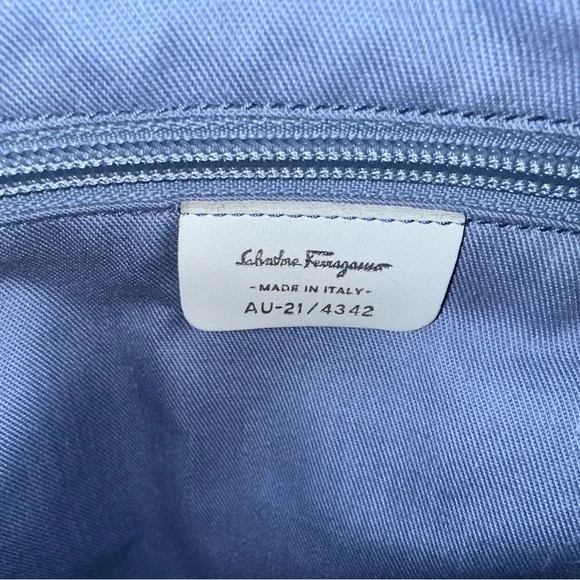 Salvatore Ferragamo
-MADE IN ITALY-
AU-21/4342